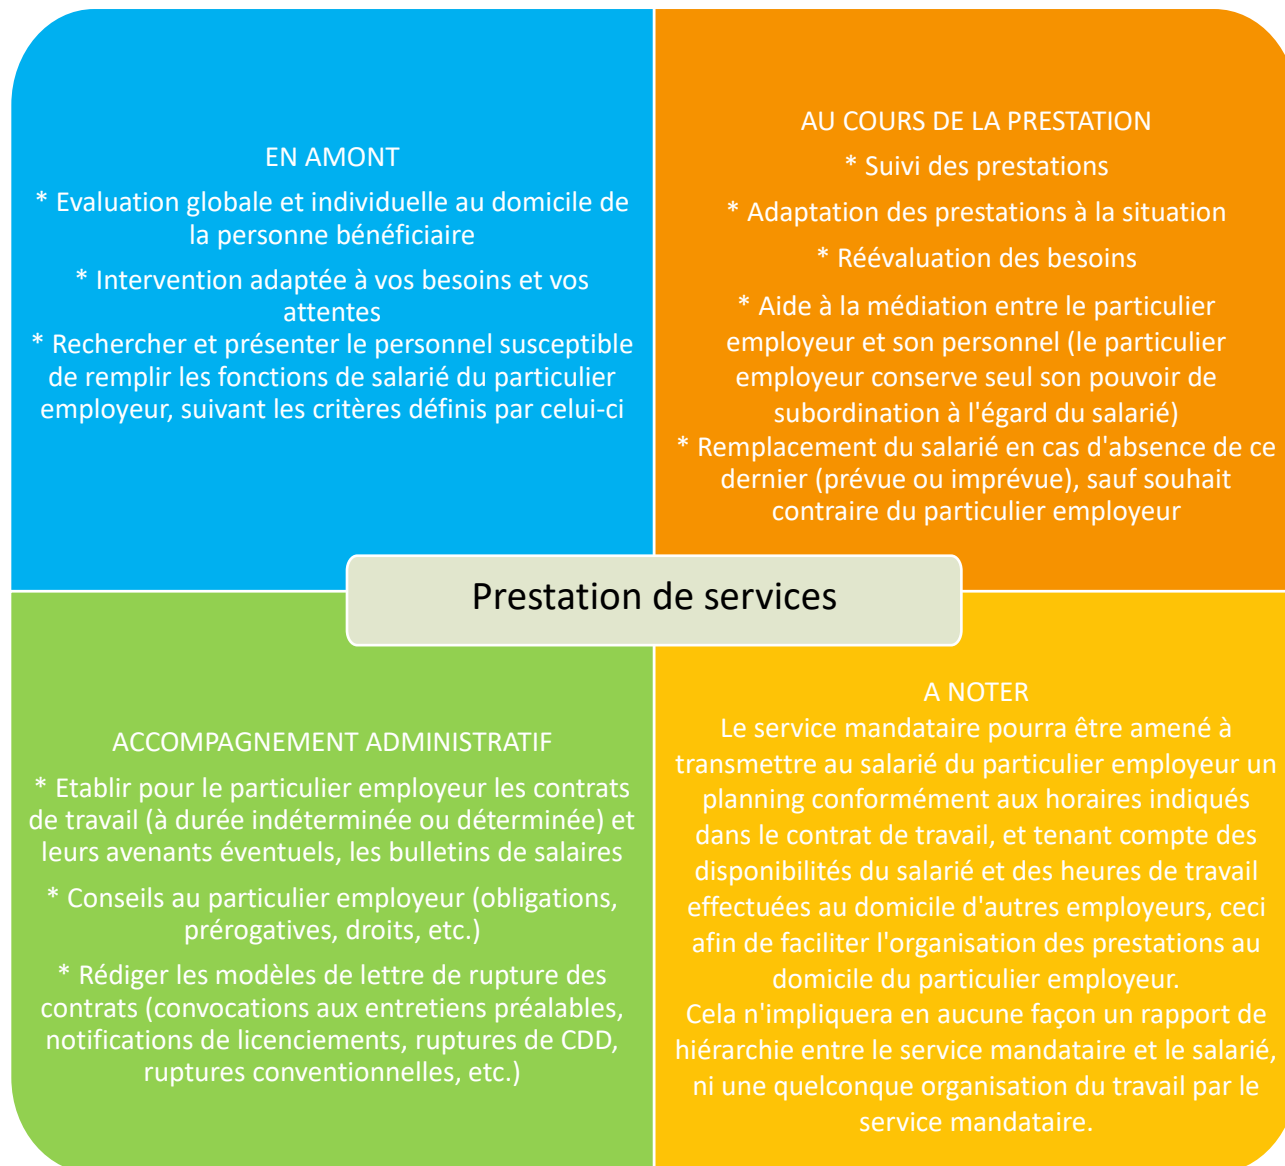 EN AMONT
* Evaluation globale et individuelle au domicile de
la personne bénéficiaire
* Intervention adaptée à vos besoins et vos
attentes
* Rechercher et présenter le personnel susceptible
de remplir les fonctions de salarié du particulier
employeur, suivant les critères définis par celui-ci
AU COURS DE LA PRESTATION
* Suivi des prestations
* Adaptation des prestations à la situation
* Réévaluation des besoins
* Aide à la médiation entre le particulier
employeur et son personnel (le particulier
employeur conserve seul son pouvoir de
subordination à l'égard du salarié)
* Remplacement du salarié en cas d'absence de ce
dernier (prévue ou imprévue), sauf souhait
contraire du particulier employeur
Prestation de services
ACCOMPAGNEMENT ADMINISTRATIF
* Etablir pour le particulier employeur les contrats
de travail (à durée indéterminée ou déterminée) et
leurs avenants éventuels, les bulletins de salaires
* Conseils au particulier employeur (obligations,
prérogatives, droits, etc.)
* Rédiger les modèles de lettre de rupture des
contrats (convocations aux entretiens préalables,
notifications de licenciements, ruptures de CDD,
ruptures conventionnelles, etc.)
A NOTER
Le service mandataire pourra être amené à
transmettre au salarié du particulier employeur un
planning conformément aux horaires indiqués
dans le contrat de travail, et tenant compte des
disponibilités du salarié et des heures de travail
effectuées au domicile d'autres employeurs, ceci
afin de faciliter l'organisation des prestations au
domicile du particulier employeur.
Cela n'impliquera en aucune façon un rapport de
hiérarchie entre le service mandataire et le salarié,
ni une quelconque organisation du travail par le
service mandataire.